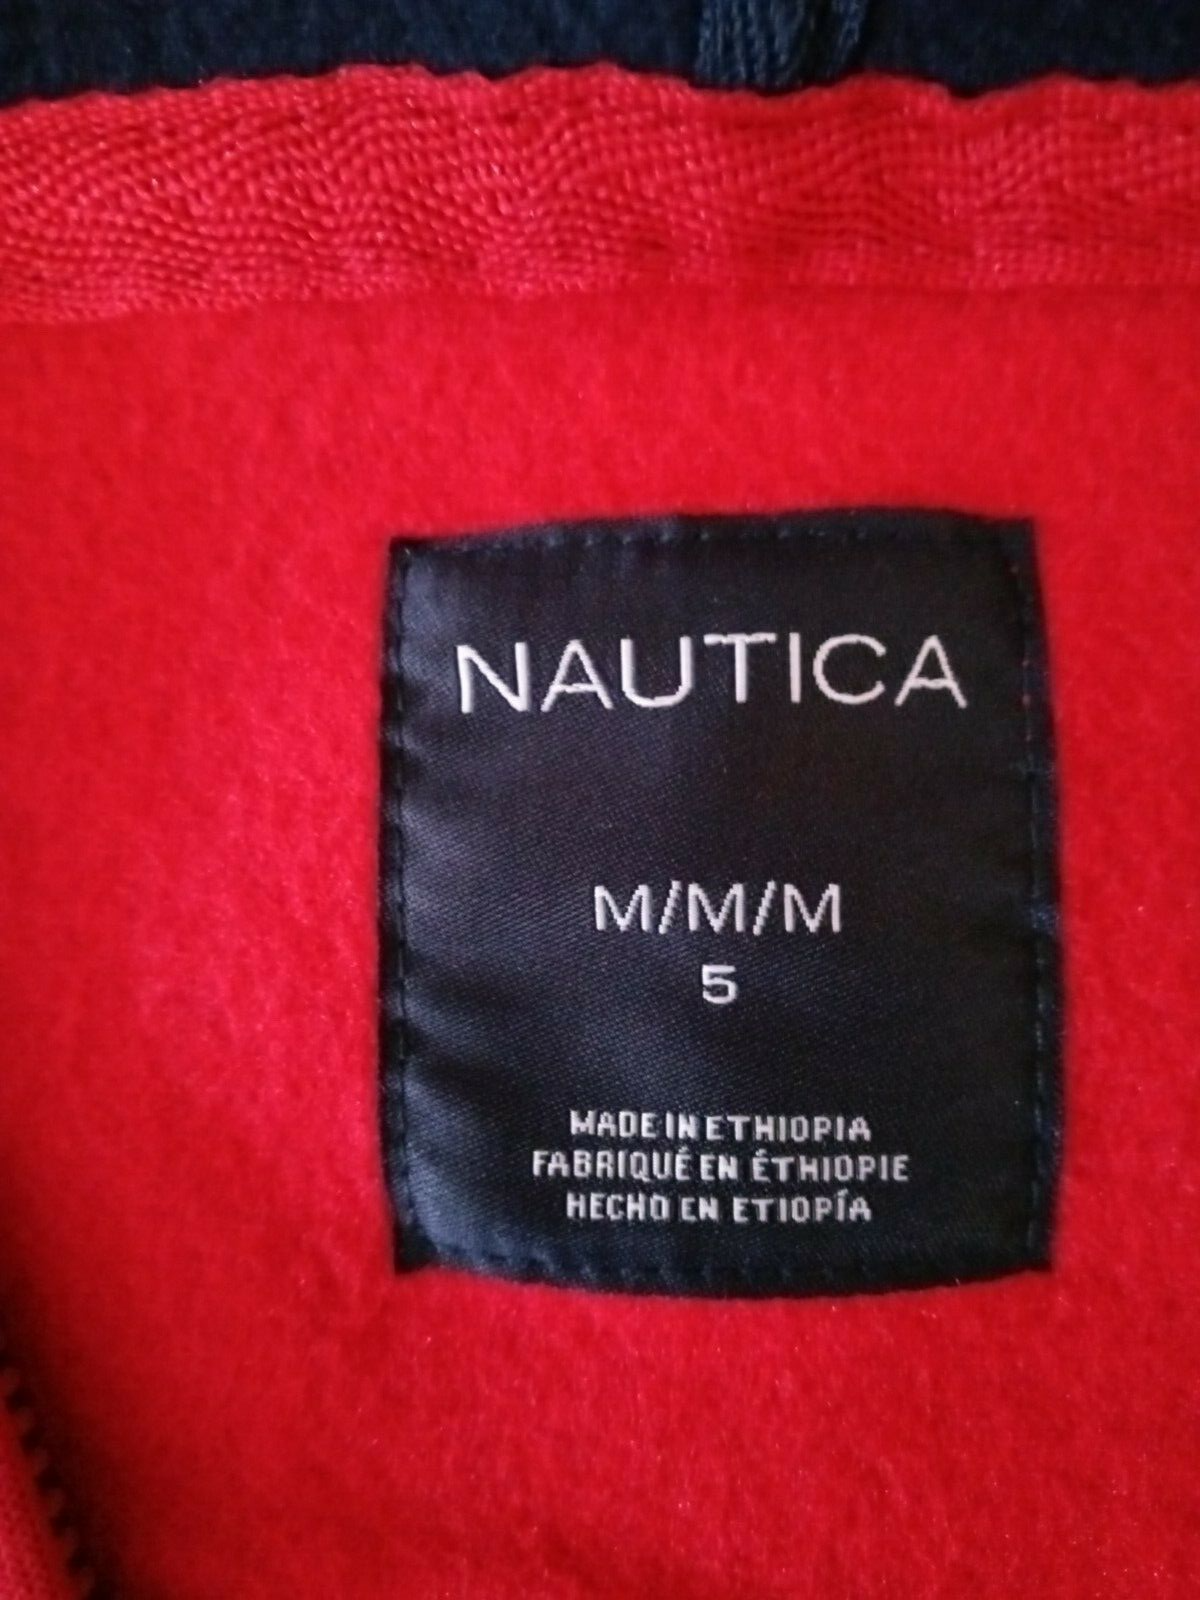 NAUTICA
M/M/M
5
MADE IN ETHIOPIA
FABRIQUÉ EN ÉTHIOPIE
HECHO EN ETIOPÍA